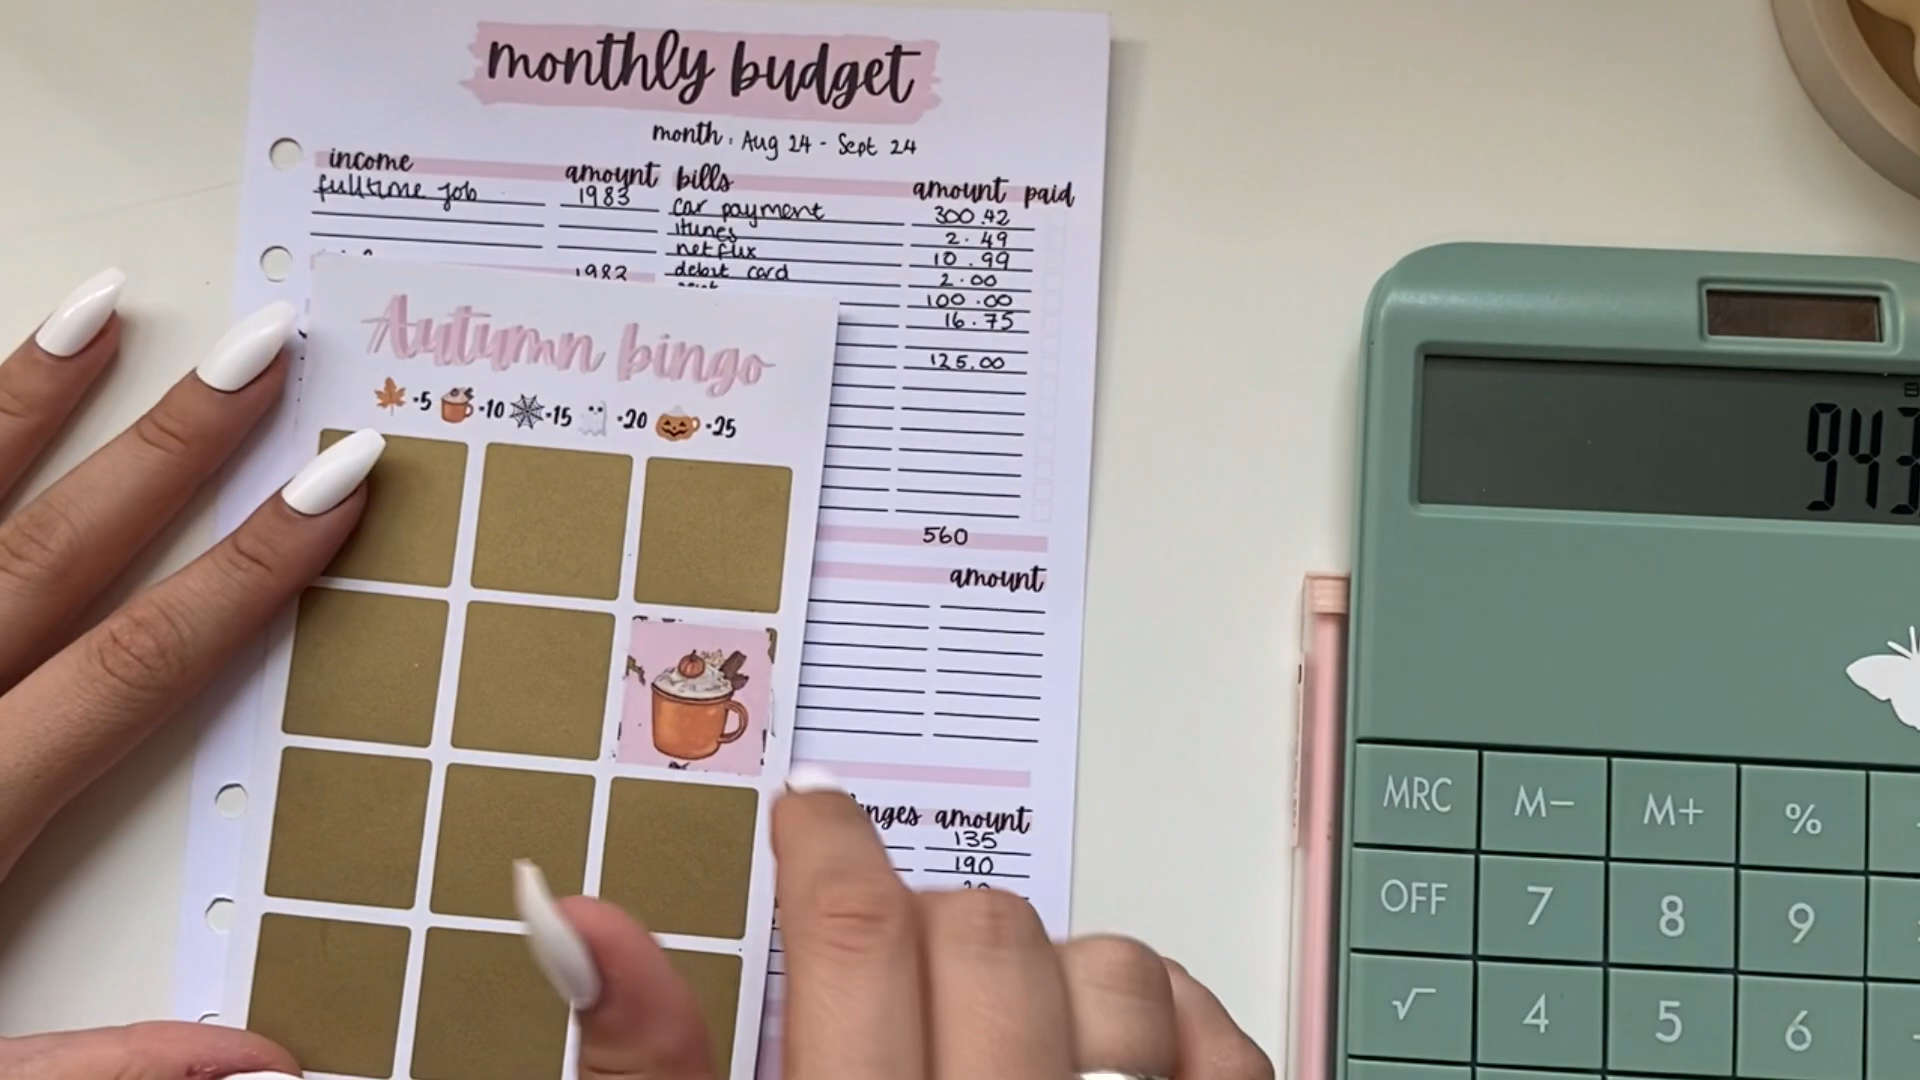 monthly budget
month: Aug 24 - Sept 24
income amount bills amount paid
fulltime job 1983 car payment 300.42
itunes 2.49
netflix 10.99
1982 debit card 2.00
100.00
16.75
125.00
Autumn bingo
=5 =10 =15 =20 =25
560
amount
amount
135
190
943
MRC M− M+ %
OFF 7 8 9
√ 4 5 6